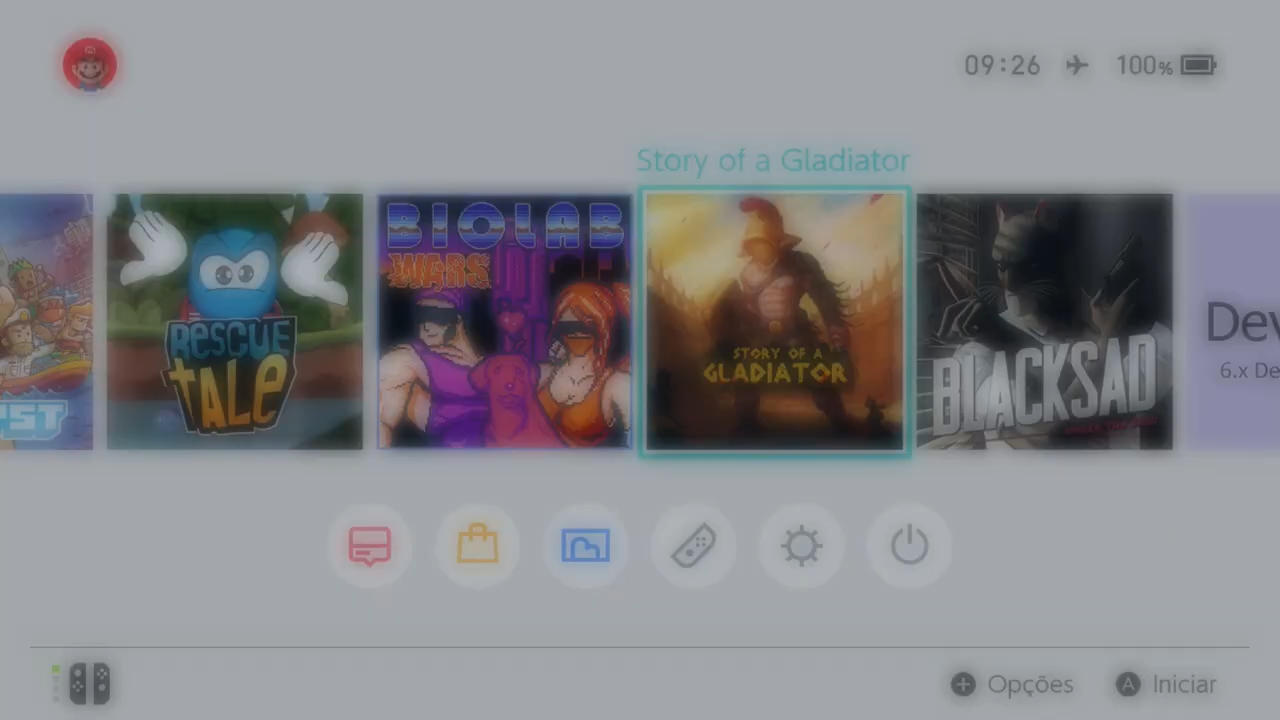 09:26 100%
Story of a Gladiator
RESCUE
TALE
BIOLAB
WARS
STORY OF A
GLADIATOR
BLACKSAD
Dev
6.x De
Opções
A Iniciar